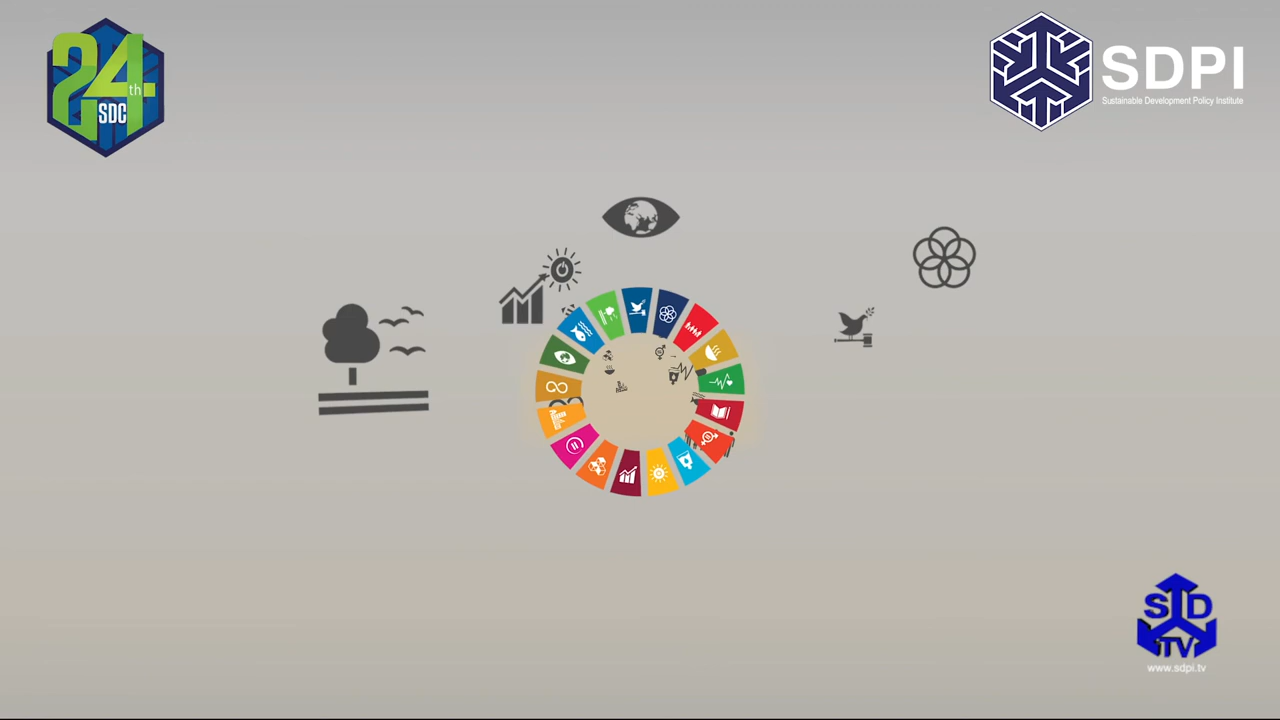 24th
SDC
SDPI
Sustainable Development Policy Institute
SD
TV
www.sdpi.tv